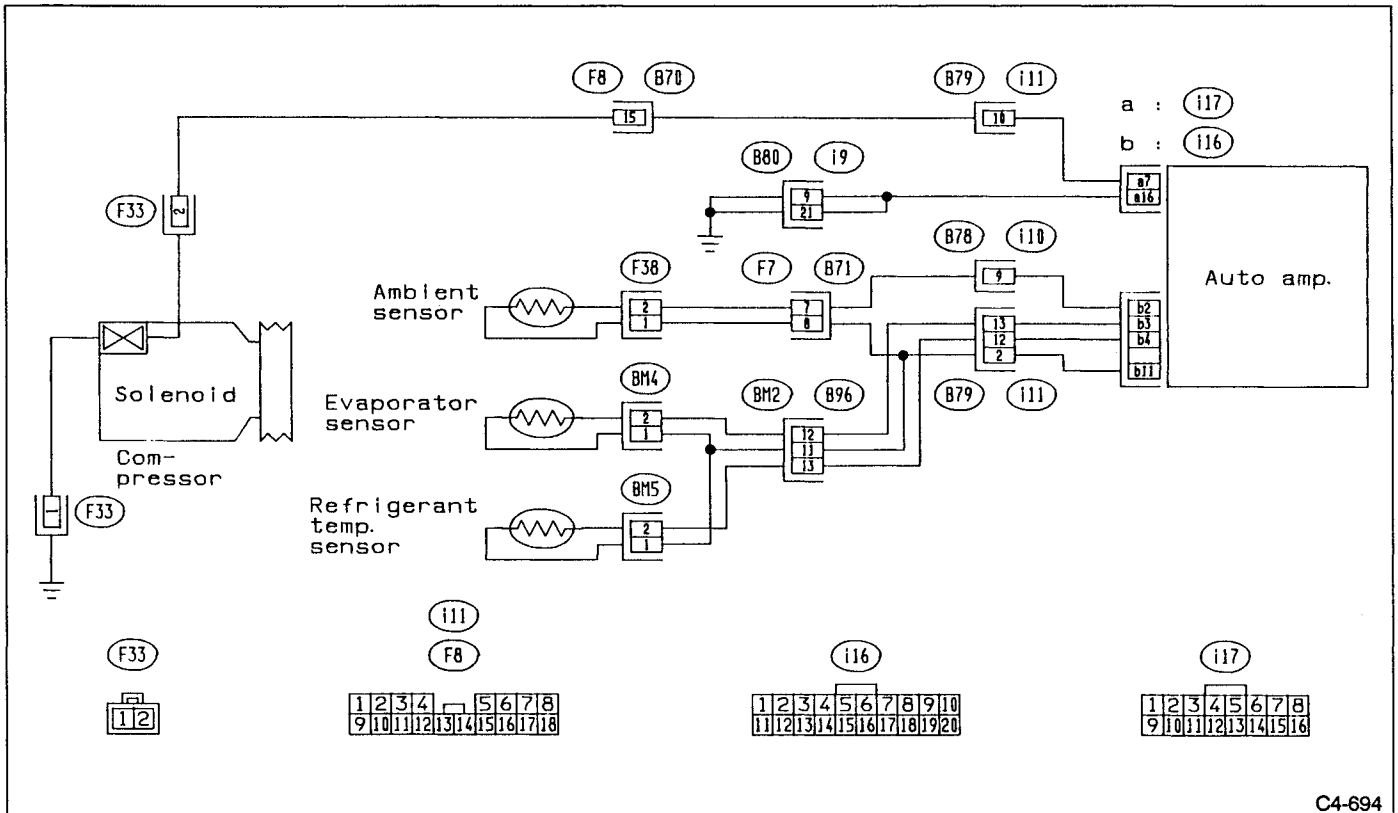 F8 B70
B79 i11
15
10
a : i17
b : i16
B80 i9
9
21
a7
a16
F33
2
B78 i10
9
F38
F7 B71
Ambient
sensor
2
1
7
8
Auto amp.
b2
b3
b4
b11
13
12
2
B79 i11
Solenoid
Com-
pressor
BM4
BM2 B96
Evaporator
sensor
2
1
12
11
13
BM5
Refrigerant
temp.
sensor
2
1
1
F33
F33
1 2
i11
F8
1 2 3 4 5 6 7 8
9 10 11 12 13 14 15 16 17 18
i16
1 2 3 4 5 6 7 8 9 10
11 12 13 14 15 16 17 18 19 20
i17
1 2 3 4 5 6 7 8
9 10 11 12 13 14 15 16
C4-694